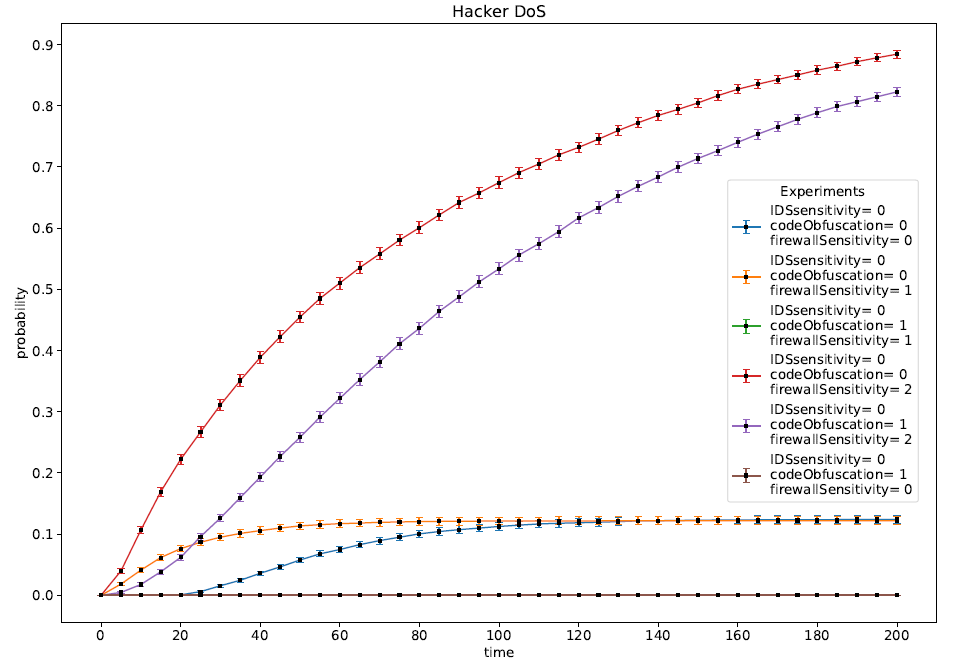 Hacker DoS
probability
0.9
0.8
0.7
0.6
0.5
0.4
0.3
0.2
0.1
0.0
0 20 40 60 80 100 120 140 160 180 200
time
Experiments
IDSsensitivity= 0
codeObfuscation= 0
firewallSensitivity= 0
IDSsensitivity= 0
codeObfuscation= 0
firewallSensitivity= 1
IDSsensitivity= 0
codeObfuscation= 1
firewallSensitivity= 1
IDSsensitivity= 0
codeObfuscation= 0
firewallSensitivity= 2
IDSsensitivity= 0
codeObfuscation= 1
firewallSensitivity= 2
IDSsensitivity= 0
codeObfuscation= 1
firewallSensitivity= 0